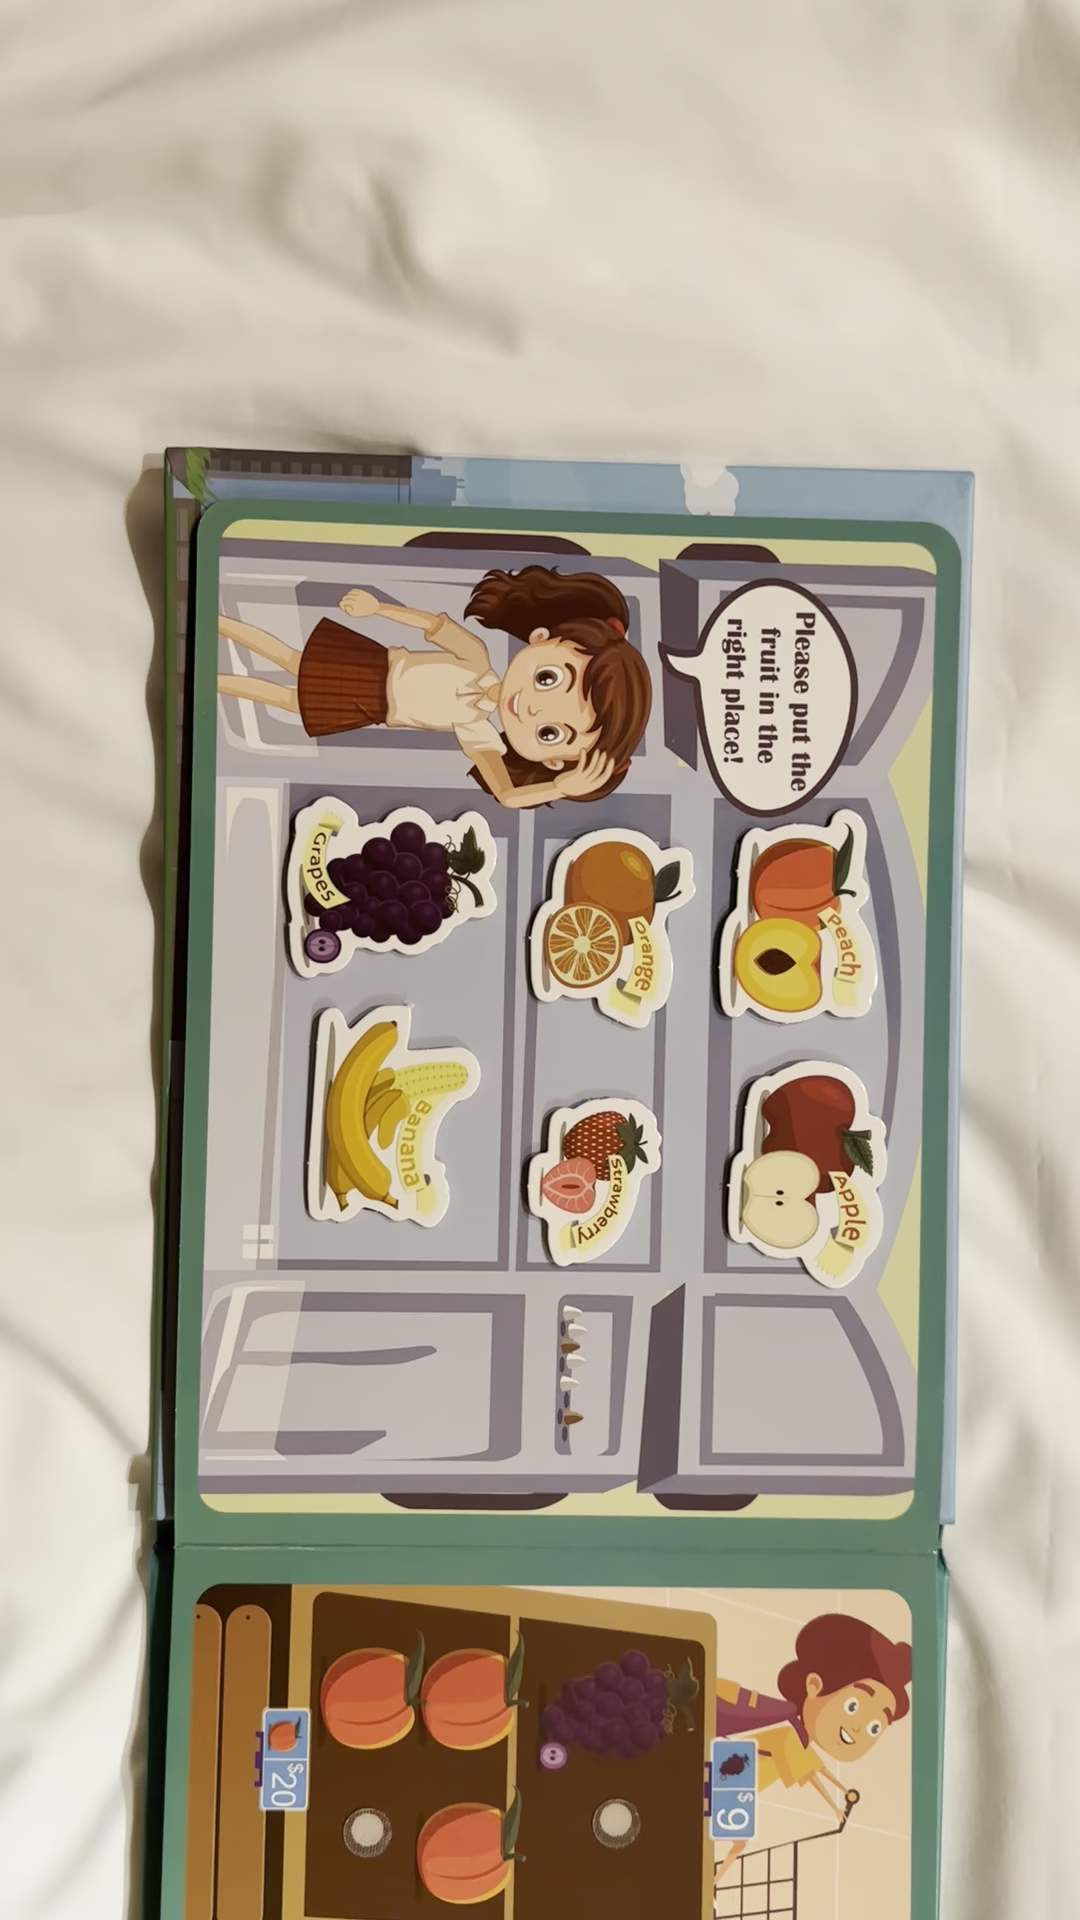 Please put the
fruit in the
right place!
Peach
Apple
Orange
Strawberry
Grapes
Banana
$9
$20